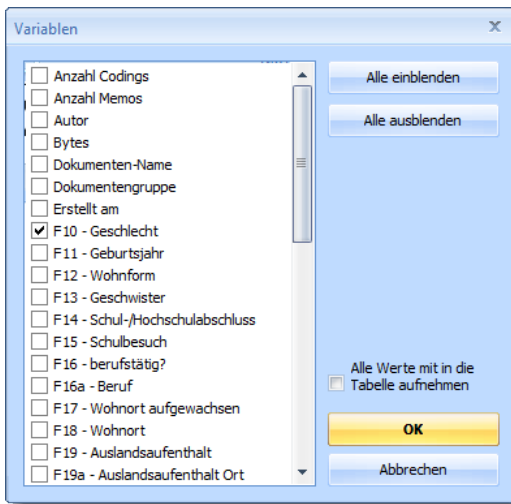 Variablen
Anzahl Codings
Anzahl Memos
Autor
Bytes
Dokumenten-Name
Dokumentengruppe
Erstellt am
F10 - Geschlecht
F11 - Geburtsjahr
F12 - Wohnform
F13 - Geschwister
F14 - Schul-/Hochschulabschluss
F15 - Schulbesuch
F16 - berufstätig?
F16a - Beruf
F17 - Wohnort aufgewachsen
F18 - Wohnort
F19 - Auslandsaufenthalt
F19a - Auslandsaufenthalt Ort
Alle einblenden
Alle ausblenden
Alle Werte mit in die
Tabelle aufnehmen
OK
Abbrechen